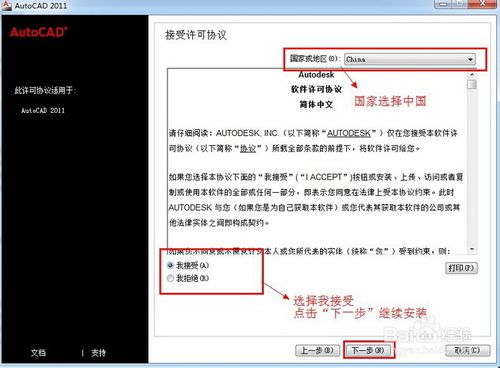 AutoCAD 2011
AutoCAD
接受许可协议
国家或地区(O): China
国家选择中国
此许可协议适用于:
AutoCAD 2011
Autodesk
软件许可协议
简体中文
请仔细阅读: AUTODESK, INC.（以下简称“AUTODESK”）仅在您接受本软件许
可协议（以下简称“协议”）所载全部条款的前提下，将软件许可给您。
如果您选择本协议下面的“我接受”(“I ACCEPT”)按钮或安装、上传、访问或者复
制或使用本软件的全部或任何一部分，即表示您同意在法律上受本协议约束。此时
AUTODESK 与您（如果您是为自己获取本软件）或您代表其获取本软件的公司或其
他法律实体之间即构成契约。
如果您不同意或不愿意让您本人或您所代表的实体（统称“您”）受到约束，则:
我接受(A)
我拒绝(R)
打印(P)
选择我接受
点击“下一步”继续安装
文档 | 支持
上一步(B)
下一步(N)
取消(C)
Bai 经验